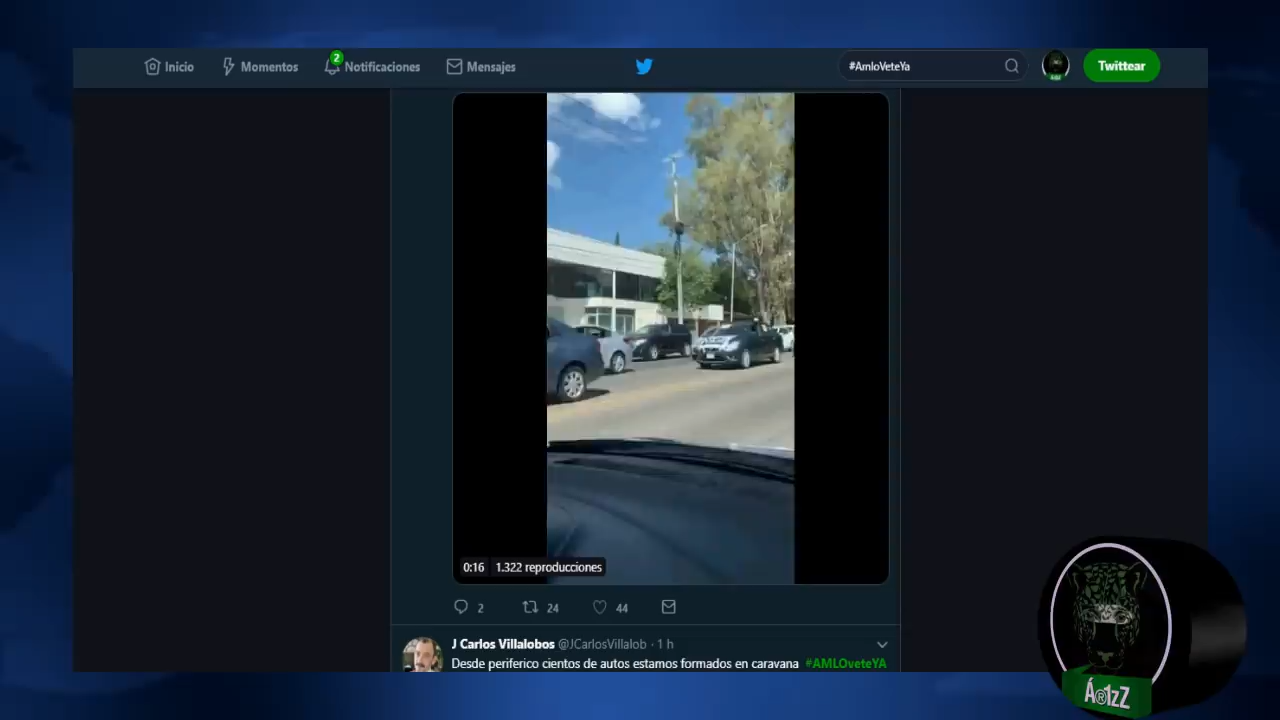 Inicio
Momentos
2
Notificaciones
Mensajes
#AmloVeteYa
Twittear
0:16
1.322 reproducciones
2
24
44
J Carlos Villalobos @JCarlosVillalob · 1 h
Desde periferico cientos de autos estamos formados en caravana #AMLOveteYA
Á®1zZ